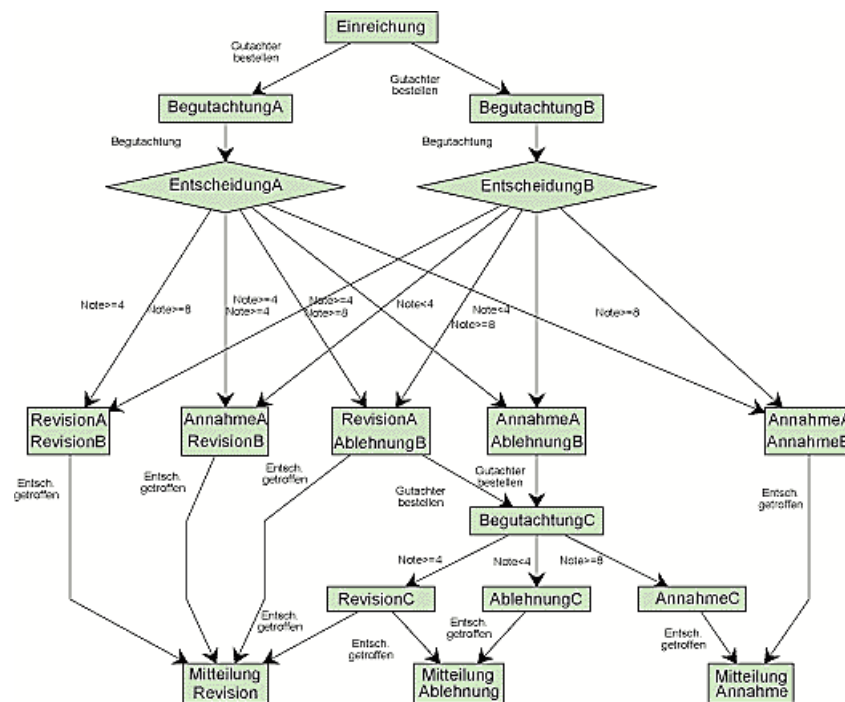 Einreichung
Gutachter
bestellen
Gutachter
bestellen
BegutachtungA
BegutachtungB
Begutachtung
Begutachtung
EntscheidungA
EntscheidungB
Note>=4
Note>=8
Note>=4
Note>=4
Note>=4
Note>=8
Note<4
Note<4
Note>=8
Note>=8
RevisionA
RevisionB
AnnahmeA
RevisionB
RevisionA
AblehnungB
AnnahmeA
AblehnungB
AnnahmeA
AnnahmeB
Entsch.
getroffen
Entsch.
getroffen
Entsch.
getroffen
Gutachter
bestellen
Gutachter
bestellen
Entsch.
getroffen
BegutachtungC
Note>=4
Note<4
Note>=8
RevisionC
AblehnungC
AnnahmeC
Entsch.
getroffen
Entsch.
getroffen
Entsch.
getroffen
Entsch.
getroffen
Mitteilung
Revision
Mitteilung
Ablehnung
Mitteilung
Annahme